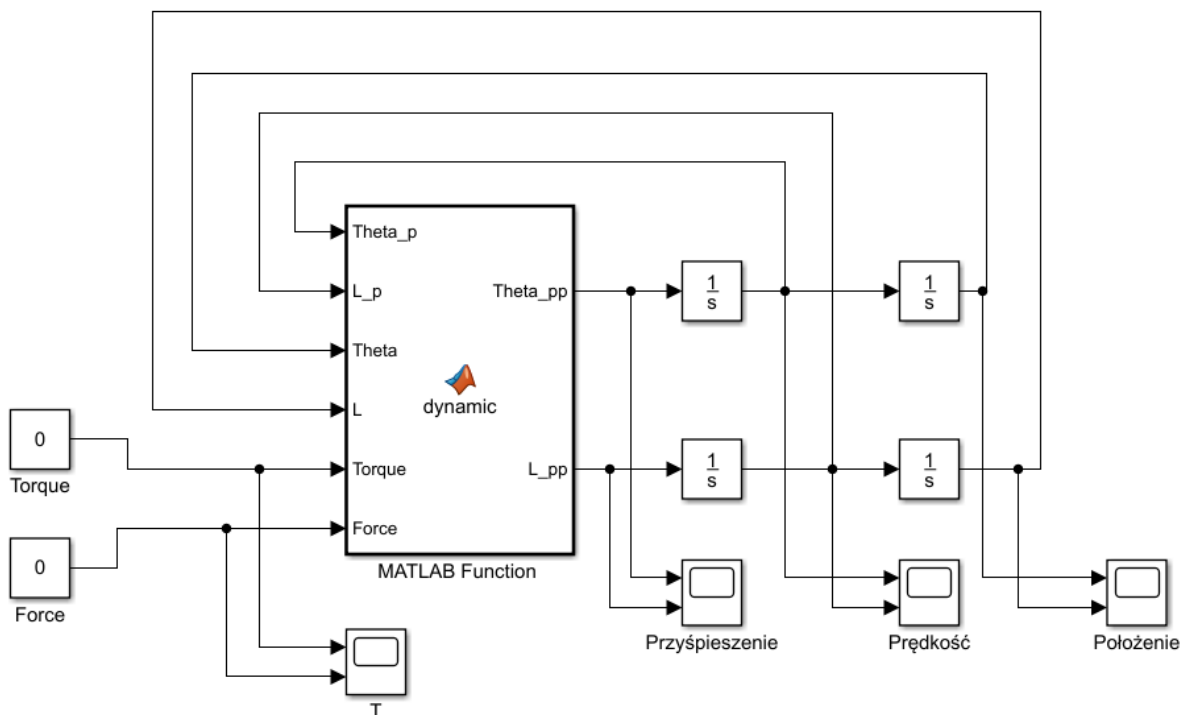 Theta_p
L_p
Theta
L
Torque
Force
Theta_pp
L_pp
dynamic
MATLAB Function
0
Torque
0
Force
1
s
1
s
1
s
1
s
Przyśpieszenie
Prędkość
Położenie
T